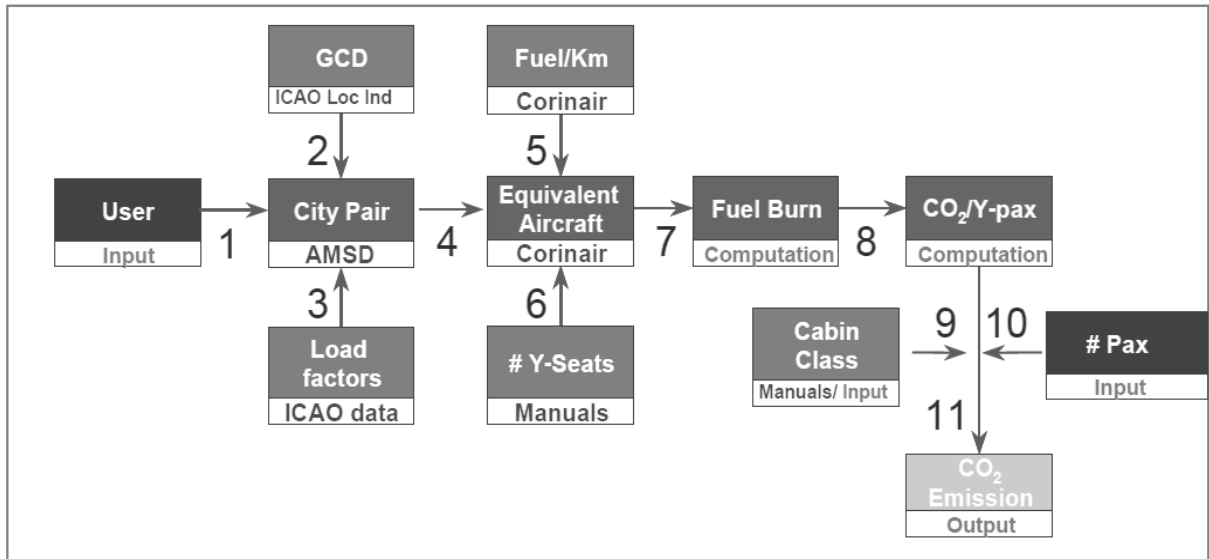 GCD
ICAO Loc Ind
Fuel/Km
Corinair
2
5
User
Input
1
City Pair
AMSD
4
Equivalent
Aircraft
Corinair
7
Fuel Burn
Computation
8
CO₂/Y-pax
Computation
3
6
Load
factors
ICAO data
# Y-Seats
Manuals
Cabin
Class
Manuals/ Input
9
10
# Pax
Input
11
CO₂
Emission
Output